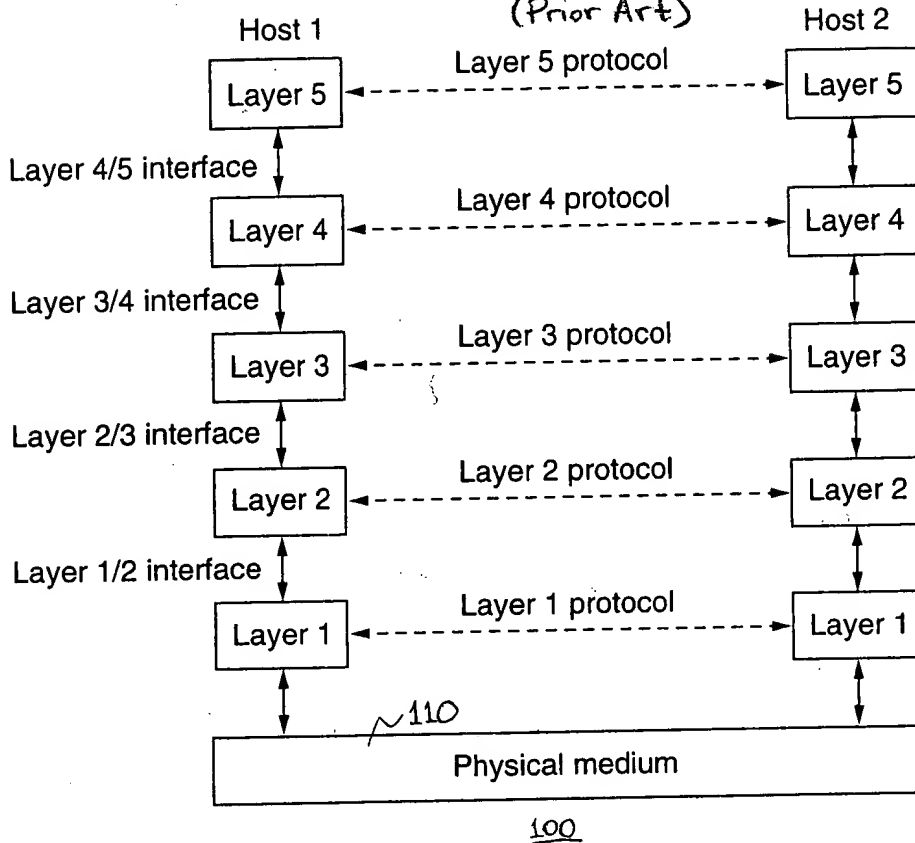 (Prior Art)
Host 1
Host 2
Layer 5 protocol
Layer 5
Layer 5
Layer 4/5 interface
Layer 4 protocol
Layer 4
Layer 4
Layer 3/4 interface
Layer 3 protocol
Layer 3
Layer 3
Layer 2/3 interface
Layer 2 protocol
Layer 2
Layer 2
Layer 1/2 interface
Layer 1 protocol
Layer 1
Layer 1
110
Physical medium
100